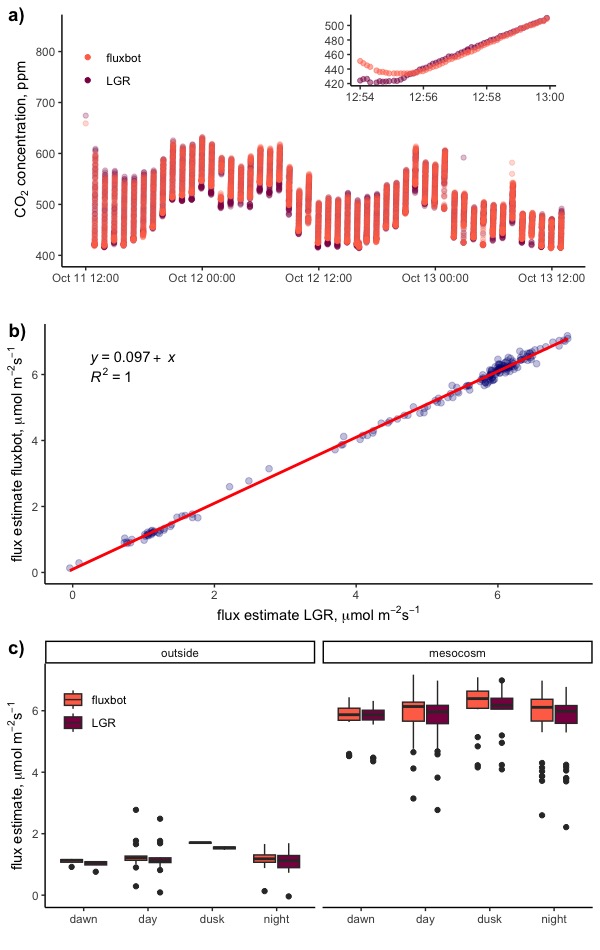 a)
fluxbot
LGR
CO2 concentration, ppm
800
700
600
500
400
Oct 11 12:00 Oct 12 00:00 Oct 12 12:00 Oct 13 00:00 Oct 13 12:00
500
480
460
440
420
12:54 12:56 12:58 13:00
b)
y = 0.097 + x
R² = 1
flux estimate fluxbot, μmol m⁻²s⁻¹
6
4
2
0
0 2 4 6
flux estimate LGR, μmol m⁻²s⁻¹
c)
outside mesocosm
fluxbot
LGR
flux estimate, μmol m⁻²s⁻¹
6
4
2
0
dawn day dusk night dawn day dusk night